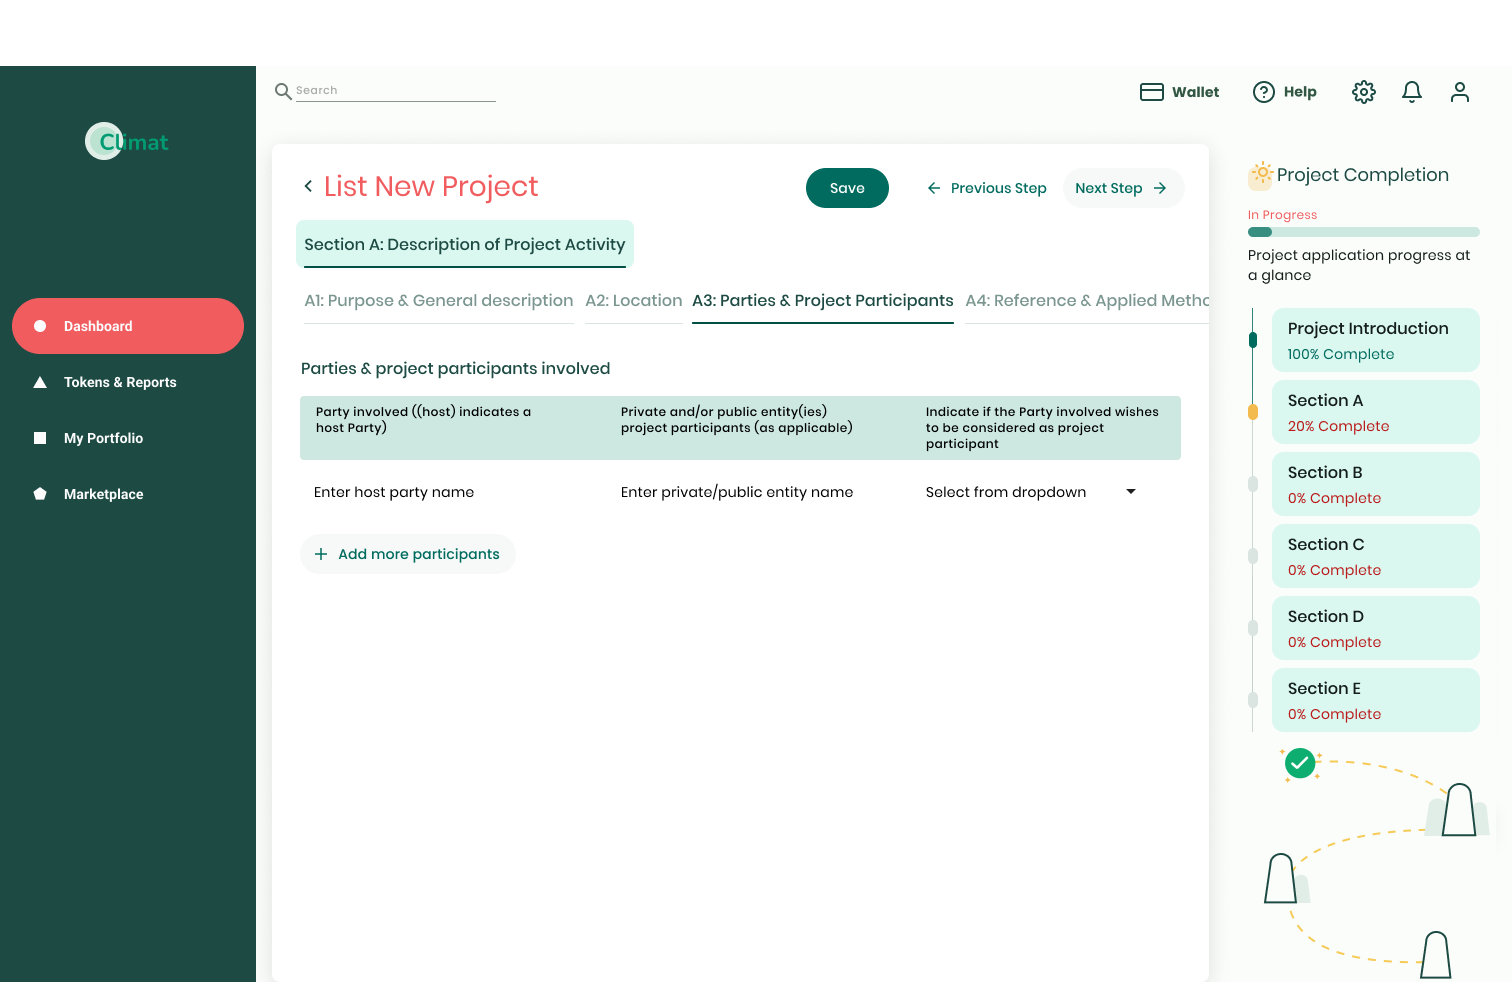 Search
Wallet
Help
Climat
Dashboard
Tokens & Reports
My Portfolio
Marketplace
List New Project
Save
Previous Step
Next Step
Section A: Description of Project Activity
A1: Purpose & General description
A2: Location
A3: Parties & Project Participants
A4: Reference & Applied Metho
Parties & project participants involved
Party involved ((host) indicates a
host Party)
Private and/or public entity(ies)
project participants (as applicable)
Indicate if the Party involved wishes
to be considered as project
participant
Enter host party name
Enter private/public entity name
Select from dropdown
Add more participants
Project Completion
In Progress
Project application progress at
a glance
Project Introduction
100% Complete
Section A
20% Complete
Section B
0% Complete
Section C
0% Complete
Section D
0% Complete
Section E
0% Complete